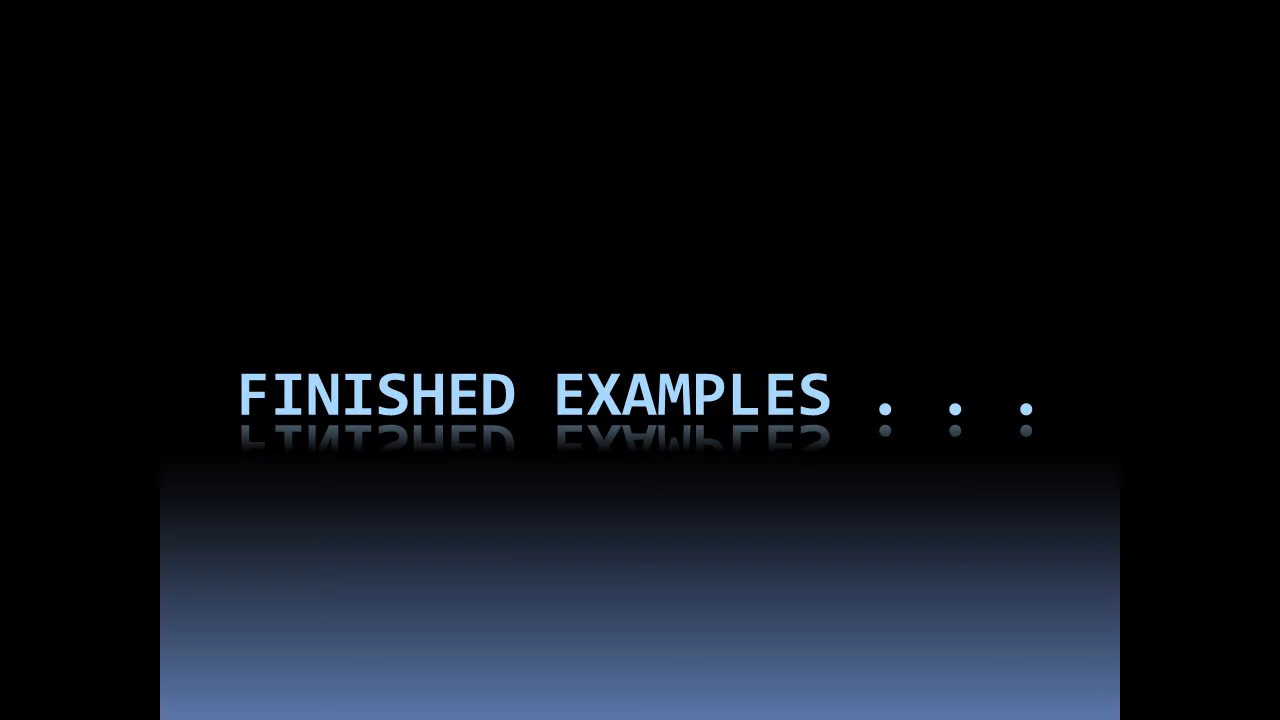 FINISHED EXAMPLES . . .